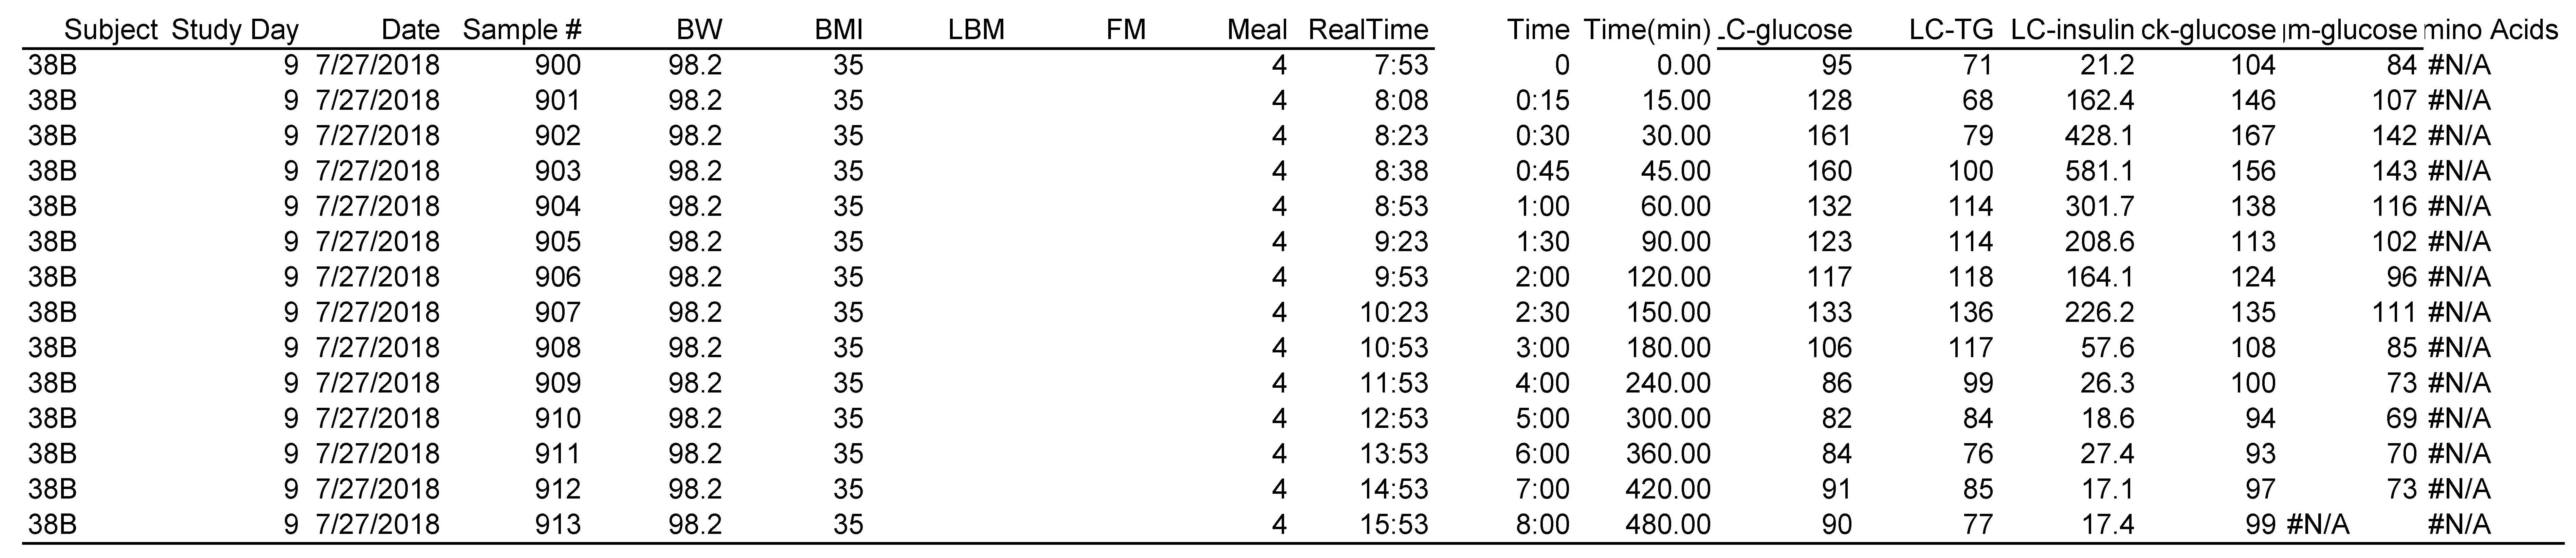 Subject Study Day Date Sample # BW BMI LBM FM Meal RealTime Time Time(min) C-glucose LC-TG LC-insulin ck-glucose m-glucose mino Acids
38B 9 7/27/2018 900 98.2 35 4 7:53 0 0.00 95 71 21.2 104 84 #N/A
38B 9 7/27/2018 901 98.2 35 4 8:08 0:15 15.00 128 68 162.4 146 107 #N/A
38B 9 7/27/2018 902 98.2 35 4 8:23 0:30 30.00 161 79 428.1 167 142 #N/A
38B 9 7/27/2018 903 98.2 35 4 8:38 0:45 45.00 160 100 581.1 156 143 #N/A
38B 9 7/27/2018 904 98.2 35 4 8:53 1:00 60.00 132 114 301.7 138 116 #N/A
38B 9 7/27/2018 905 98.2 35 4 9:23 1:30 90.00 123 114 208.6 113 102 #N/A
38B 9 7/27/2018 906 98.2 35 4 9:53 2:00 120.00 117 118 164.1 124 96 #N/A
38B 9 7/27/2018 907 98.2 35 4 10:23 2:30 150.00 133 136 226.2 135 111 #N/A
38B 9 7/27/2018 908 98.2 35 4 10:53 3:00 180.00 106 117 57.6 108 85 #N/A
38B 9 7/27/2018 909 98.2 35 4 11:53 4:00 240.00 86 99 26.3 100 73 #N/A
38B 9 7/27/2018 910 98.2 35 4 12:53 5:00 300.00 82 84 18.6 94 69 #N/A
38B 9 7/27/2018 911 98.2 35 4 13:53 6:00 360.00 84 76 27.4 93 70 #N/A
38B 9 7/27/2018 912 98.2 35 4 14:53 7:00 420.00 91 85 17.1 97 73 #N/A
38B 9 7/27/2018 913 98.2 35 4 15:53 8:00 480.00 90 77 17.4 99 #N/A #N/A